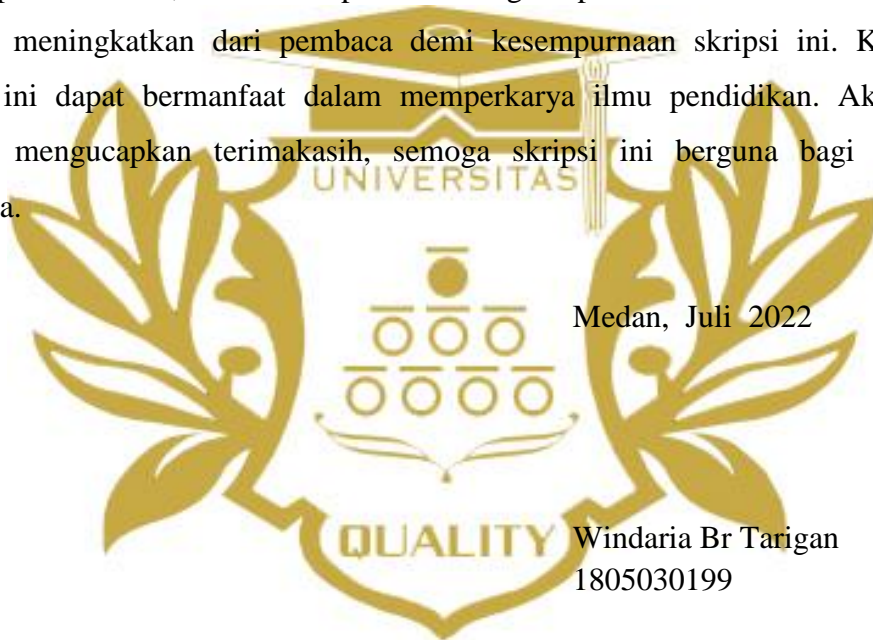 meningkatkan dari pembaca demi kesempurnaan skripsi ini. K
ini dapat bermanfaat dalam memperkarya ilmu pendidikan. Ak
mengucapkan terimakasih, semoga skripsi ini berguna bagi
a.
UNIVERSITAS
Medan, Juli 2022
QUALITY
Windaria Br Tarigan
1805030199